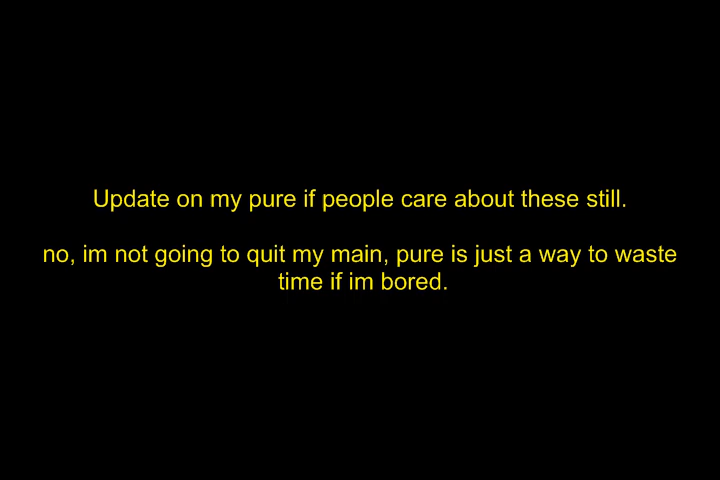 Update on my pure if people care about these still.
no, im not going to quit my main, pure is just a way to waste
time if im bored.